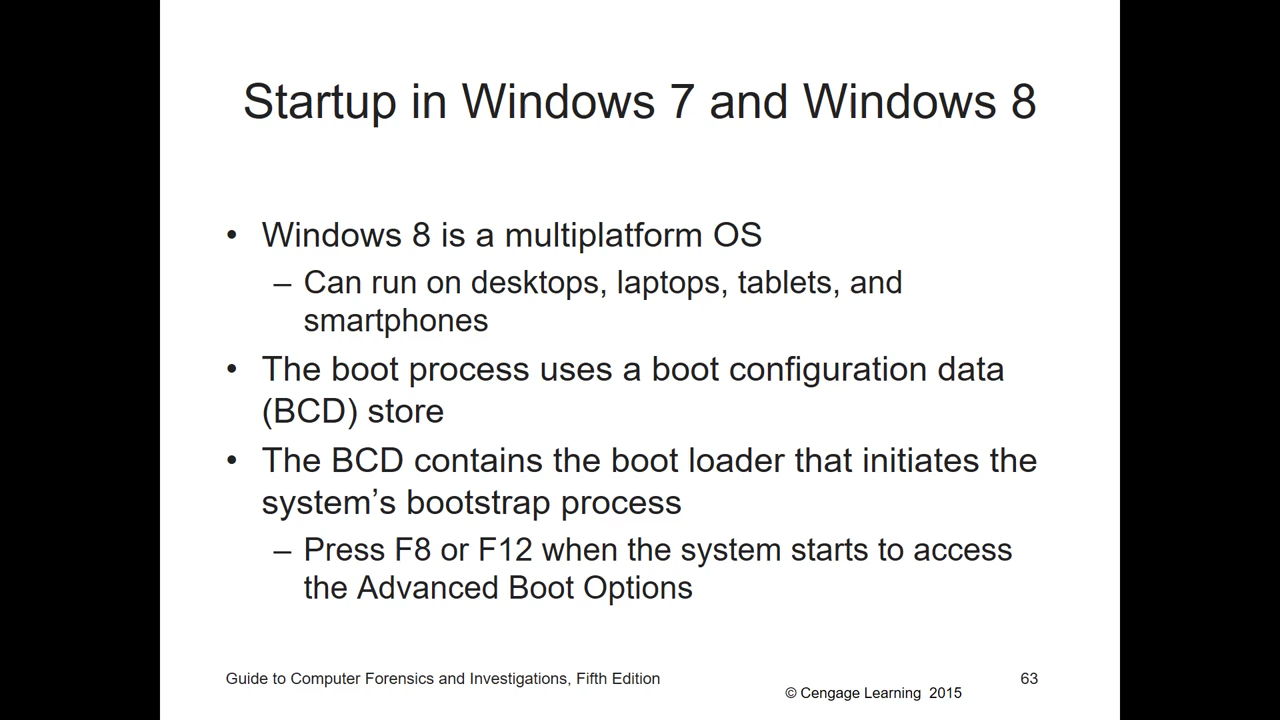 Startup in Windows 7 and Windows 8
• Windows 8 is a multiplatform OS
– Can run on desktops, laptops, tablets, and
smartphones
• The boot process uses a boot configuration data
(BCD) store
• The BCD contains the boot loader that initiates the
system’s bootstrap process
– Press F8 or F12 when the system starts to access
the Advanced Boot Options
Guide to Computer Forensics and Investigations, Fifth Edition
© Cengage Learning 2015
63